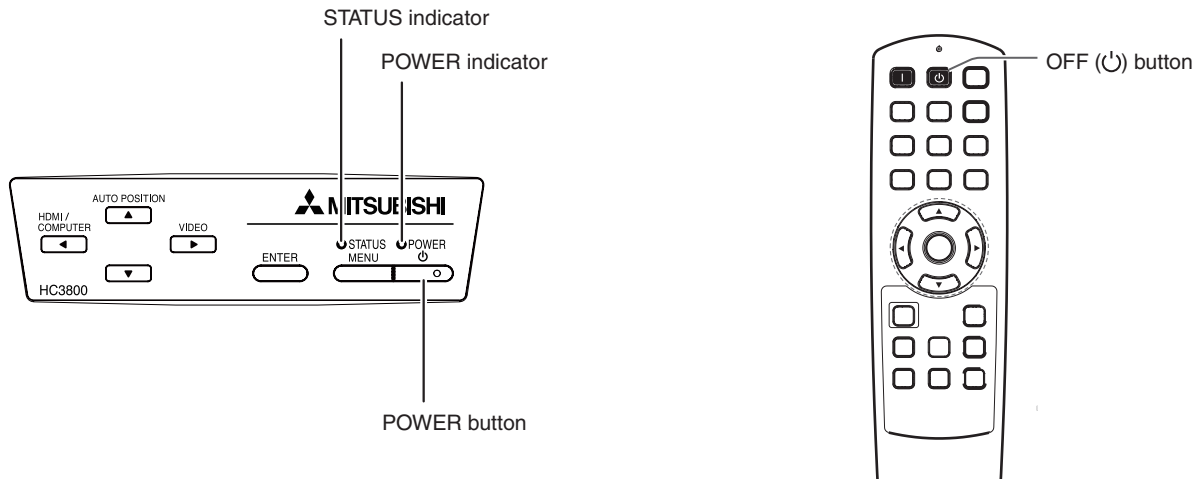 STATUS indicator
POWER indicator
OFF (⏻) button
AUTO POSITION
HDMI /
COMPUTER
VIDEO
MITSUBISHI
STATUS
POWER
ENTER
MENU
HC3800
POWER button